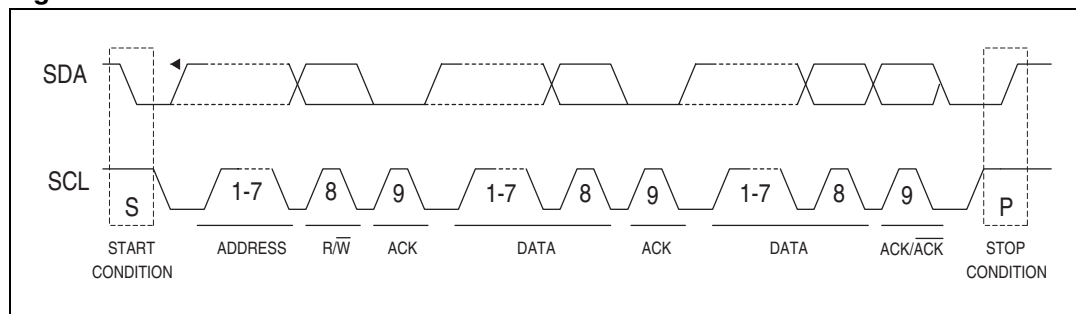 SDA
SCL
S
1-7
8
9
1-7
8
9
1-7
8
9
P
START
CONDITION
ADDRESS
R/W̅
ACK
DATA
ACK
DATA
ACK/A̅C̅K̅
STOP
CONDITION